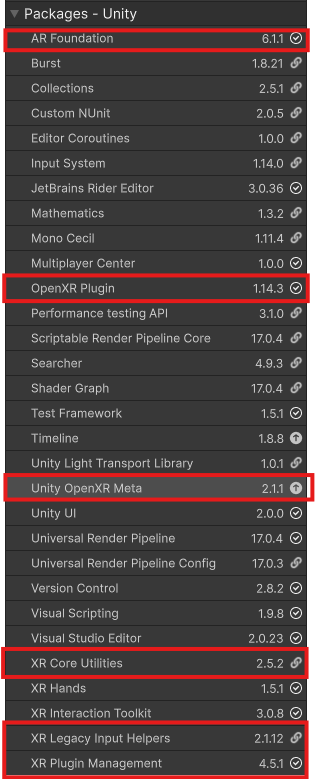 Packages - Unity
AR Foundation 6.1.1
Burst 1.8.21
Collections 2.5.1
Custom NUnit 2.0.5
Editor Coroutines 1.0.0
Input System 1.14.0
JetBrains Rider Editor 3.0.36
Mathematics 1.3.2
Mono Cecil 1.11.4
Multiplayer Center 1.0.0
OpenXR Plugin 1.14.3
Performance testing API 3.1.0
Scriptable Render Pipeline Core 17.0.4
Searcher 4.9.3
Shader Graph 17.0.4
Test Framework 1.5.1
Timeline 1.8.8
Unity Light Transport Library 1.0.1
Unity OpenXR Meta 2.1.1
Unity UI 2.0.0
Universal Render Pipeline 17.0.4
Universal Render Pipeline Config 17.0.3
Version Control 2.8.2
Visual Scripting 1.9.8
Visual Studio Editor 2.0.23
XR Core Utilities 2.5.2
XR Hands 1.5.1
XR Interaction Toolkit 3.0.8
XR Legacy Input Helpers 2.1.12
XR Plugin Management 4.5.1